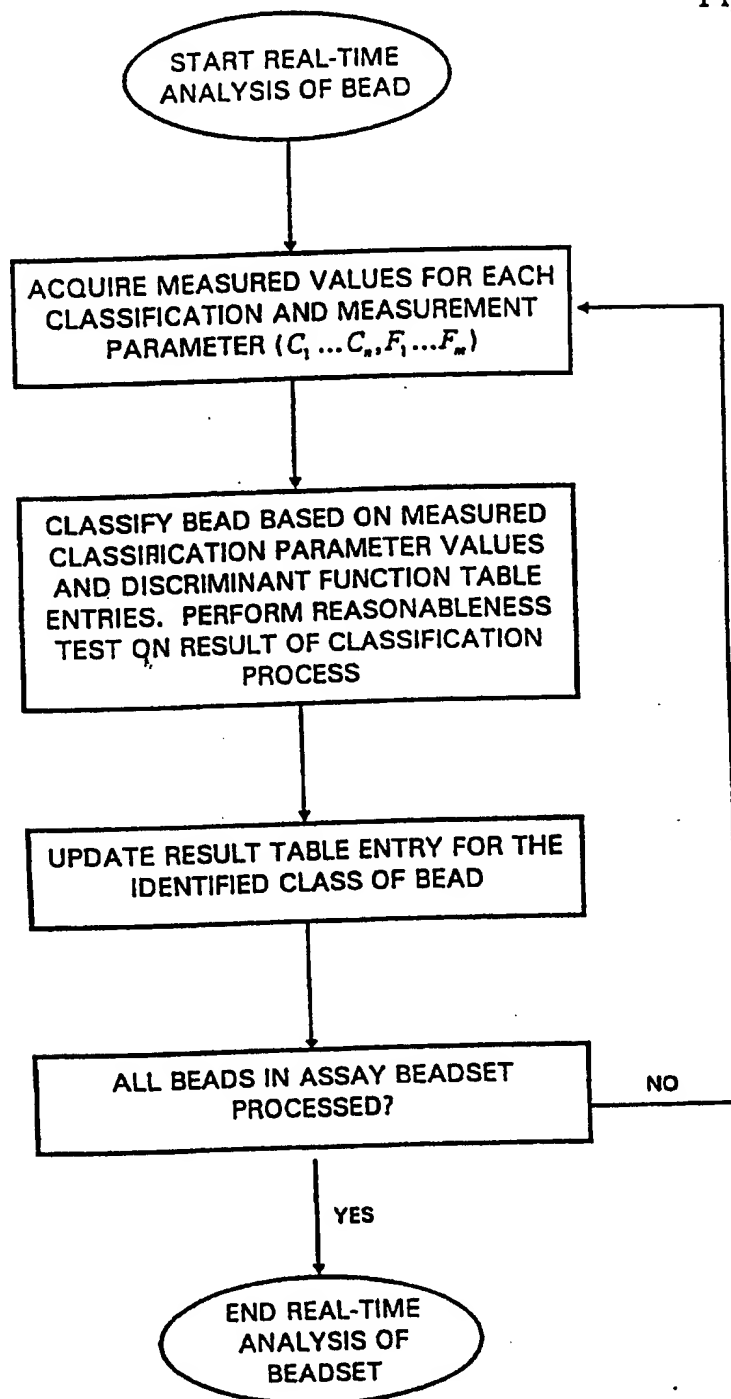 START REAL-TIME
ANALYSIS OF BEAD
ACQUIRE MEASURED VALUES FOR EACH
CLASSIFICATION AND MEASUREMENT
PARAMETER (C₁ ...Cₙ,F₁...Fₘ)
CLASSIFY BEAD BASED ON MEASURED
CLASSIFICATION PARAMETER VALUES
AND DISCRIMINANT FUNCTION TABLE
ENTRIES. PERFORM REASONABLENESS
TEST ON RESULT OF CLASSIFICATION
PROCESS
UPDATE RESULT TABLE ENTRY FOR THE
IDENTIFIED CLASS OF BEAD
ALL BEADS IN ASSAY BEADSET
PROCESSED?
NO
YES
END REAL-TIME
ANALYSIS OF
BEADSET